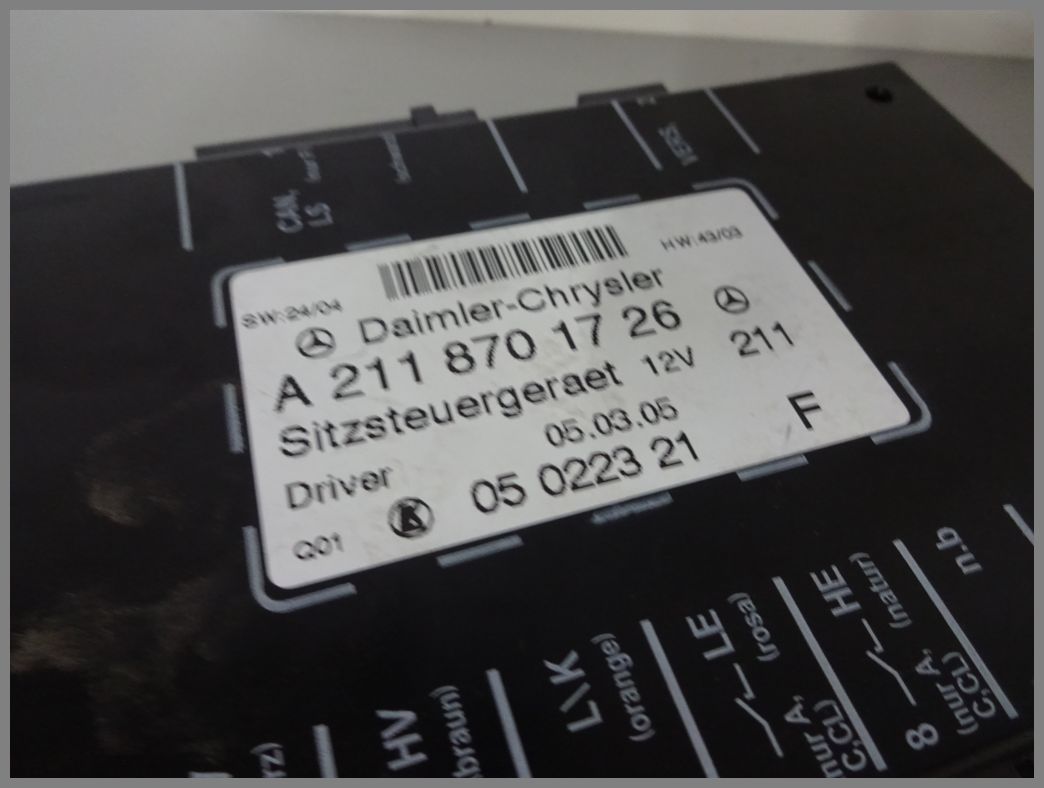 CAN,
LS
VERS.
SW:24/04
HW:43/03
Daimler-Chrysler
A 211 870 17 26
Sitzsteuergeraet 12V 211
Driver 05.03.05 F
Q01 K 05 0223 21
HV
(braun)
L\K
(orange)
LE
(rosa)
(nur A,
C,CL)
HE
(natur)
8
(nur A,
C,CL)
n.b